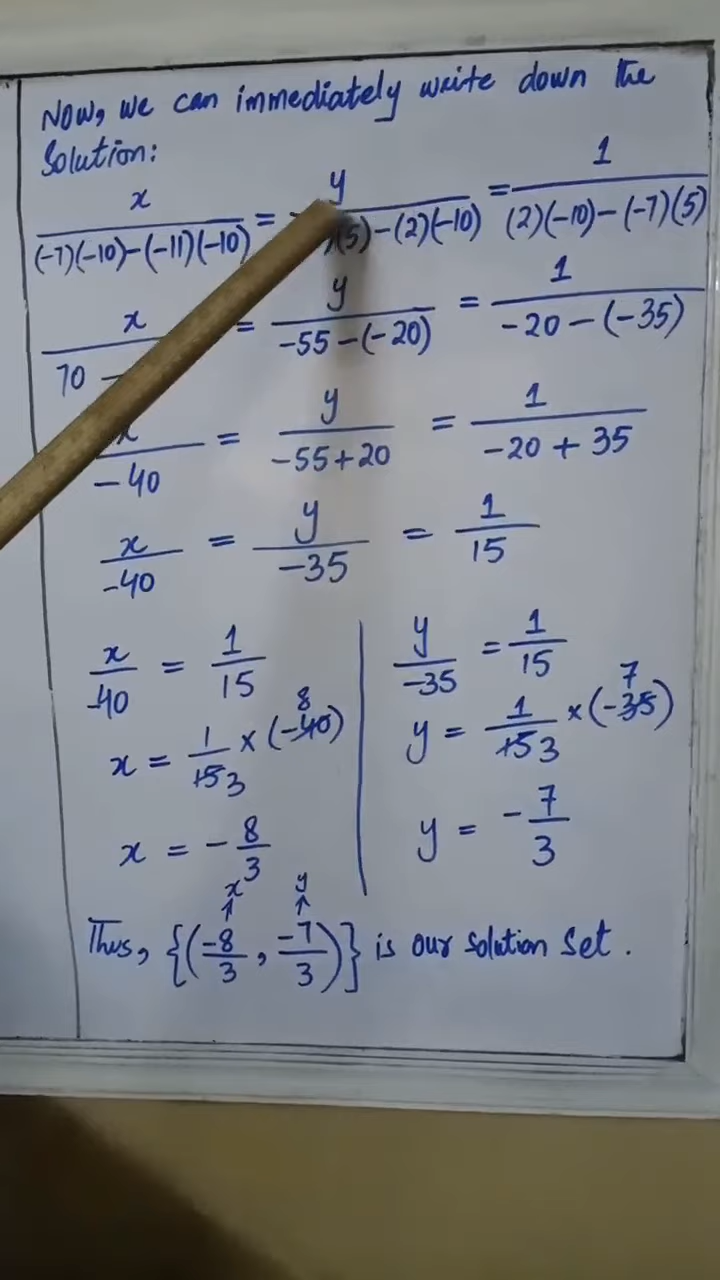 Now, we can immediately write down the
Solution:
x/((-7)(-10)-(-11)(-10)) = y/( )(5)-(2)(-10)) = 1/((2)(-10)-(-7)(5))
x/(70 - = y/(-55-(-20)) = 1/(-20-(-35))
x/-40 = y/(-55+20) = 1/(-20+35)
x/-40 = y/-35 = 1/15
x/-40 = 1/15
x = 1/15 3 × (-40) 8
x = -8/3
y/-35 = 1/15
y = 1/15 3 × (-35) 7
y = -7/3
x ↑ y ↑
Thus, {(-8/3, -7/3)} is our solution set.